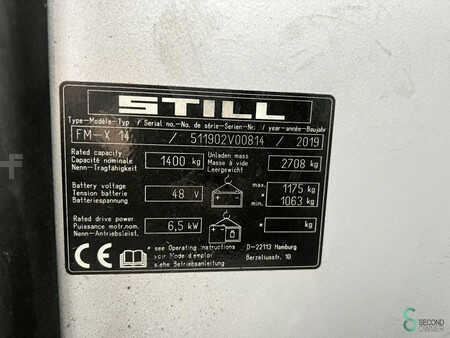 STILL
Type-Modèle-Typ / Serial no.-No. de série-Serien-Nr. / year-année-Baujahr
FM-X 14 / 511902V00814 / 2019
Rated capacity
Capacité nominale
Nenn-Tragfähigkeit
1400 kg
Unladen mass
Masse à vide
Leergewicht
2708 kg
Battery voltage
Tension batterie
Batteriespannung
48 V
max. 1175 kg
* min. 1063 kg
Rated drive power
Puissance motr.nom.
Nenn-Antriebsleist.
6,5 kW
* kg
CE
* see Operating Instructions
voir Mode d'emploi
siehe Betriebsanleitung
D-22113 Hamburg
Berzeliusstr. 10
SECOND